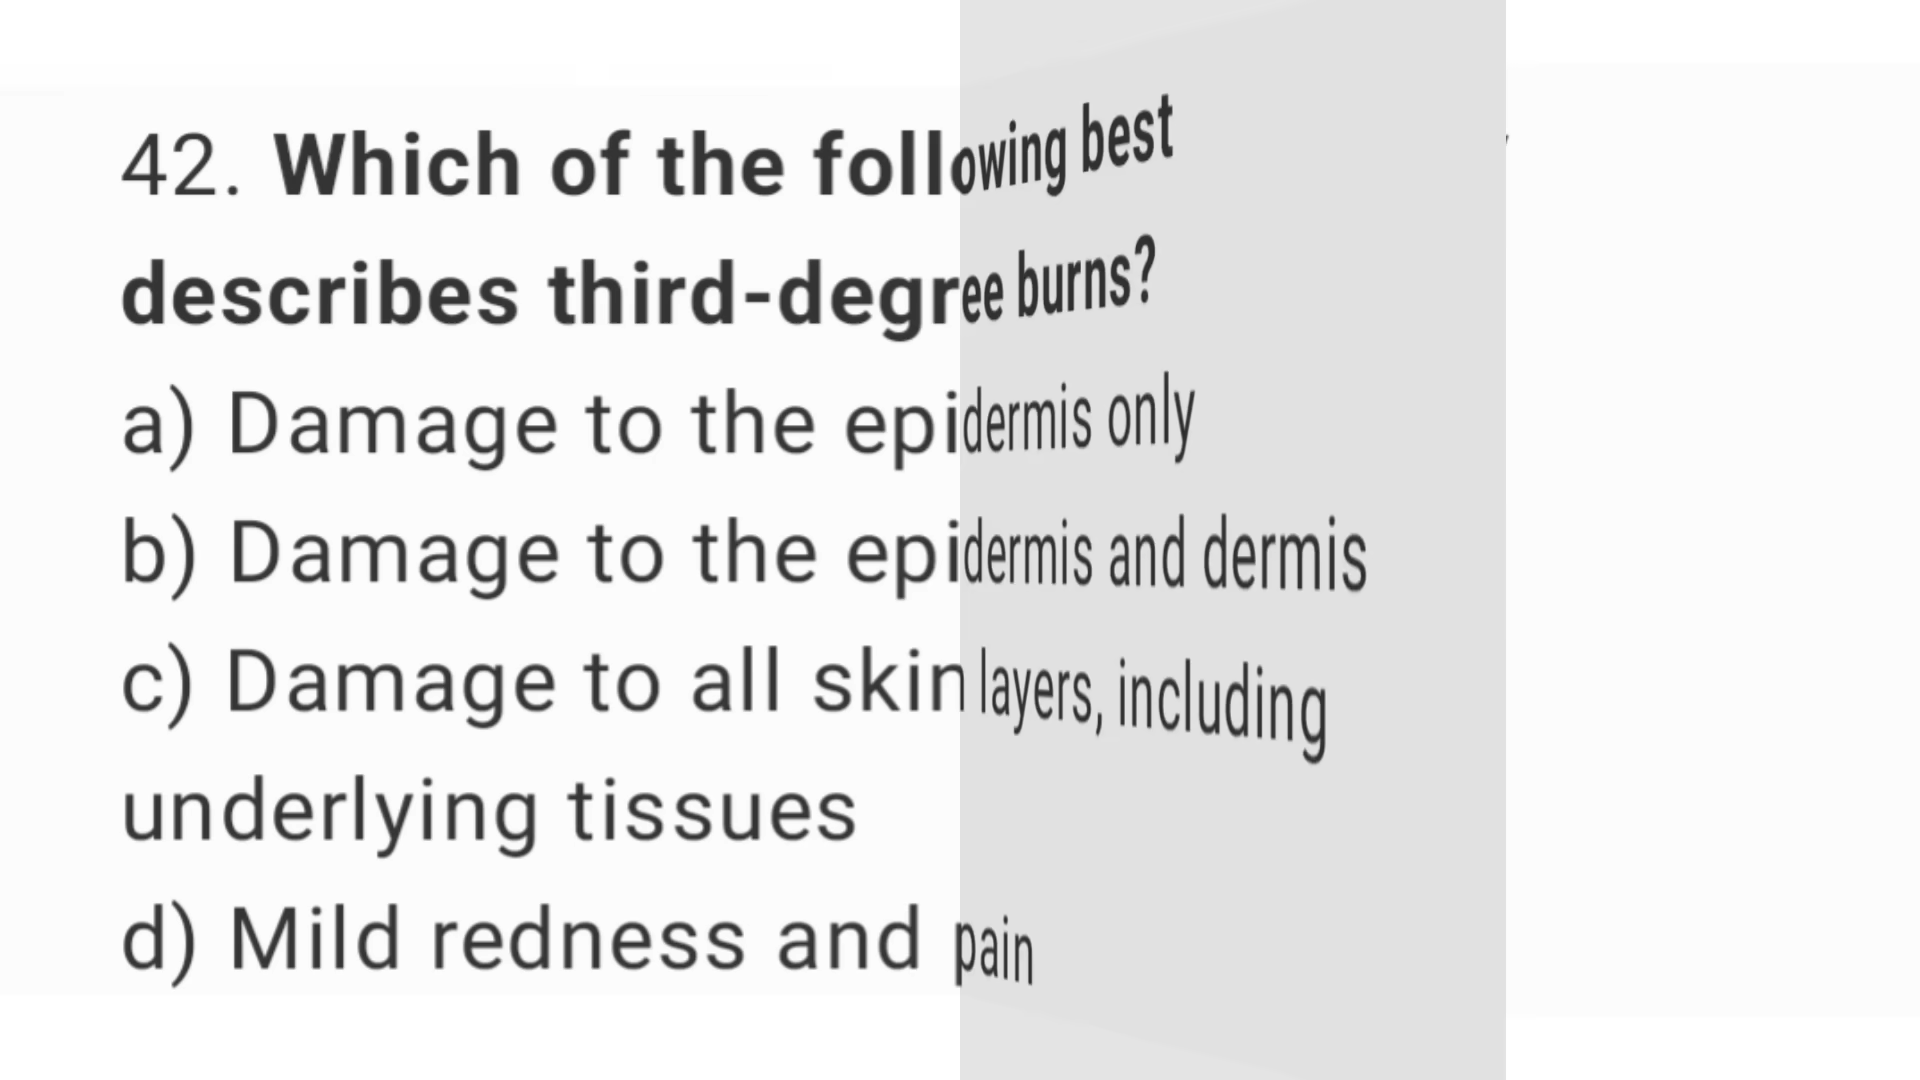 42. Which of the following best
describes third-degree burns?
a) Damage to the epidermis only
b) Damage to the epidermis and dermis
c) Damage to all skin layers, including
underlying tissues
d) Mild redness and pain